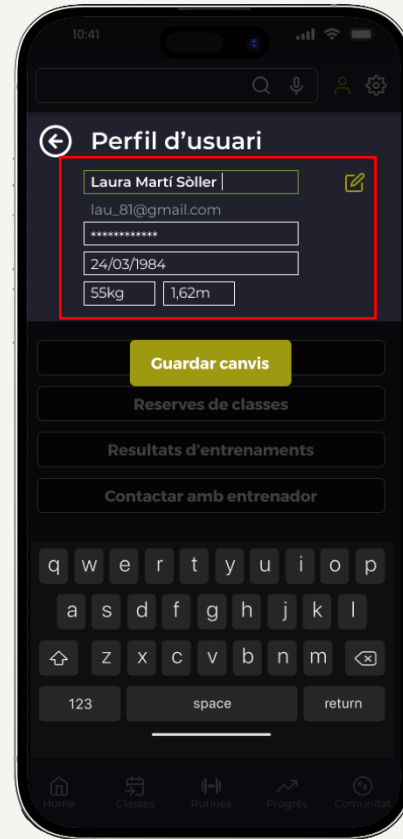 10:41
Perfil d’usuari
Laura Martí Sòller
lau_81@gmail.com
************
24/03/1984
55kg 1,62m
Guardar canvis
Reserves de classes
Resultats d’entrenaments
Contactar amb entrenador
q w e r t y u i o p
a s d f g h j k l
z x c v b n m
123 space return
Home Classes Rutines Progrés Comunitat